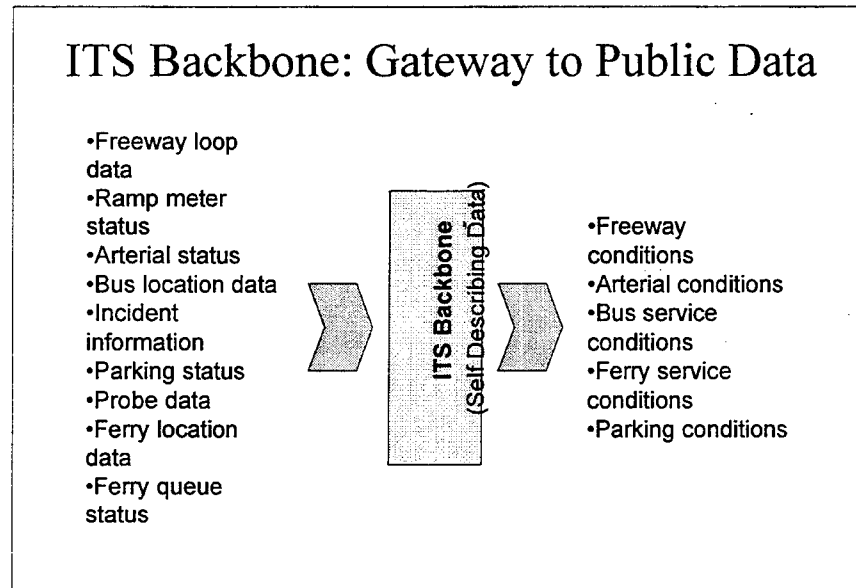 ITS Backbone: Gateway to Public Data
•Freeway loop
data
•Ramp meter
status
•Arterial status
•Bus location data
•Incident
information
•Parking status
•Probe data
•Ferry location
data
•Ferry queue
status
ITS Backbone
(Self Describing Data)
•Freeway
conditions
•Arterial conditions
•Bus service
conditions
•Ferry service
conditions
•Parking conditions